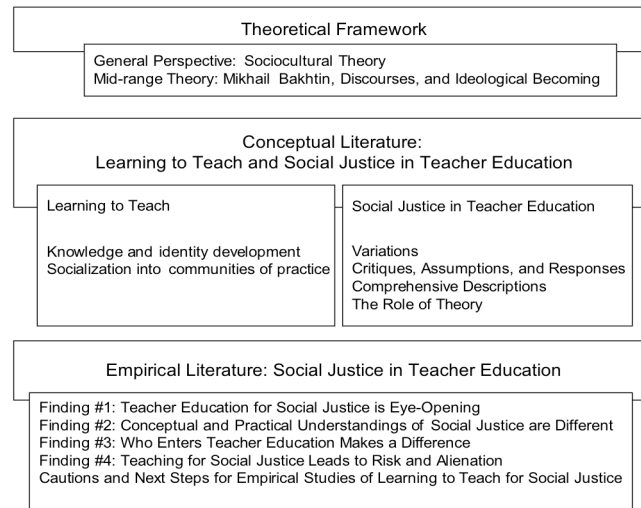 Theoretical Framework
General Perspective: Sociocultural Theory
Mid-range Theory: Mikhail Bakhtin, Discourses, and Ideological Becoming
Conceptual Literature:
Learning to Teach and Social Justice in Teacher Education
Learning to Teach
Knowledge and identity development
Socialization into communities of practice
Social Justice in Teacher Education
Variations
Critiques, Assumptions, and Responses
Comprehensive Descriptions
The Role of Theory
Empirical Literature: Social Justice in Teacher Education
Finding #1: Teacher Education for Social Justice is Eye-Opening
Finding #2: Conceptual and Practical Understandings of Social Justice are Different
Finding #3: Who Enters Teacher Education Makes a Difference
Finding #4: Teaching for Social Justice Leads to Risk and Alienation
Cautions and Next Steps for Empirical Studies of Learning to Teach for Social Justice